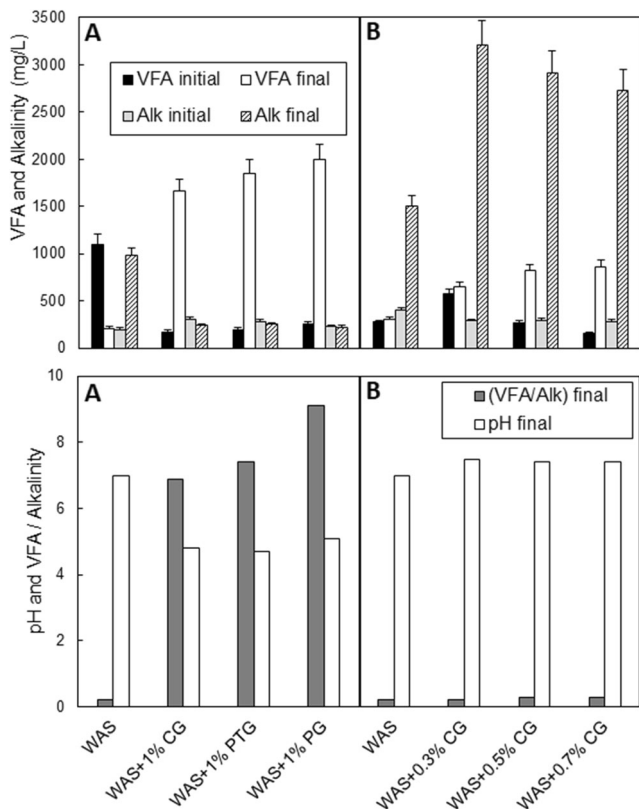 A
B
VFA initial
VFA final
Alk initial
Alk final
VFA and Alkalinity (mg/L)
3500
3000
2500
2000
1500
1000
500
0
A
B
(VFA/Alk) final
pH final
pH and VFA / Alkalinity
10
8
6
4
2
0
WAS
WAS+1% CG
WAS+1% PTG
WAS+1% PG
WAS
WAS+0.3% CG
WAS+0.5% CG
WAS+0.7% CG